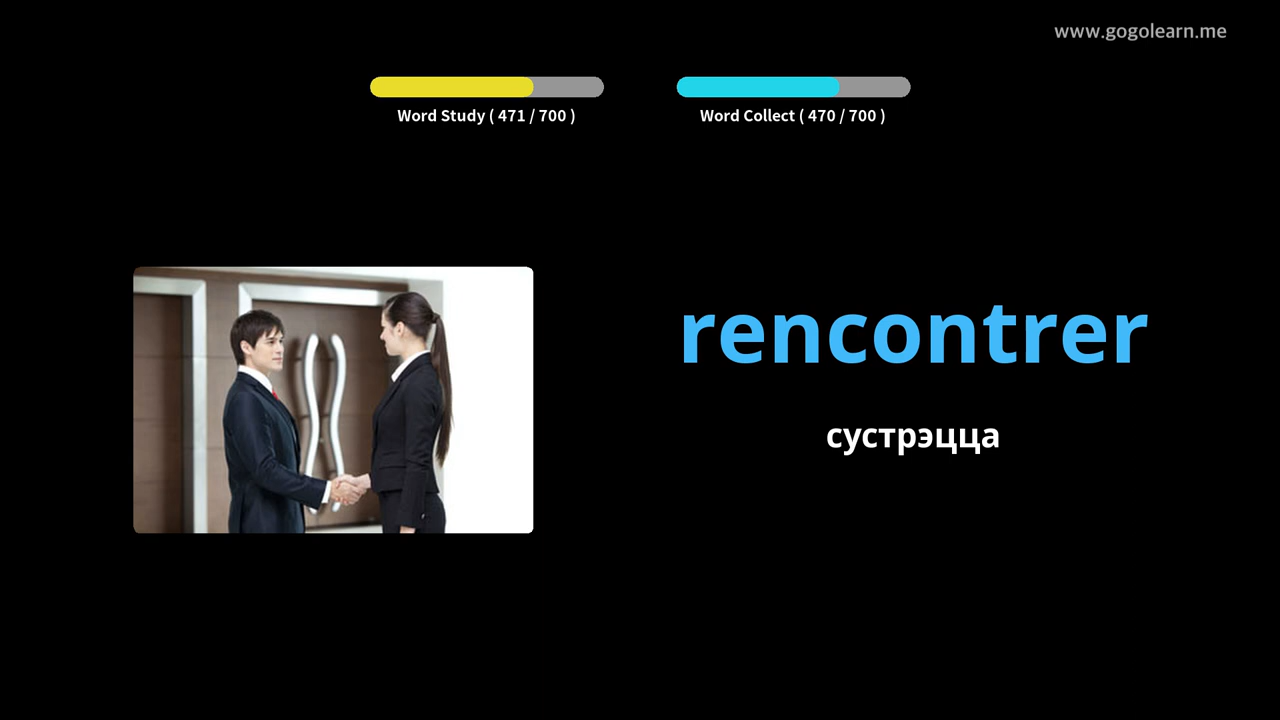 www.gogolearn.me
Word Study ( 471 / 700 )
Word Collect ( 470 / 700 )
rencontrer
сустрэцца